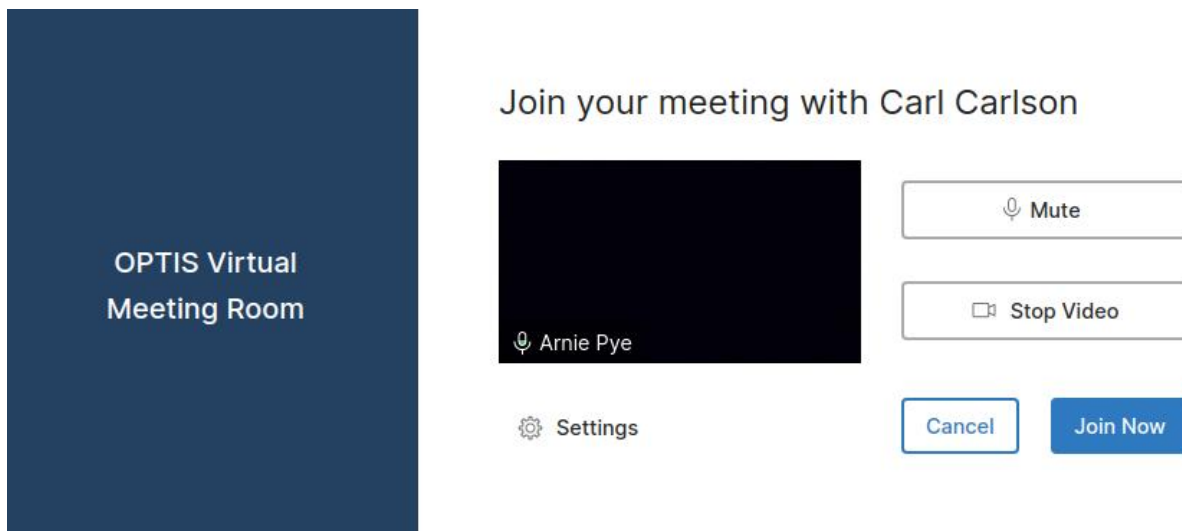 OPTIS Virtual
Meeting Room
Join your meeting with Carl Carlson
Arnie Pye
Mute
Stop Video
Settings
Cancel
Join Now